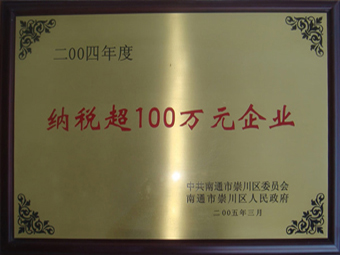 二00四年度
纳税超100万元企业
中共南通市崇川区委员会
南通市崇川区人民政府
二00五年三月